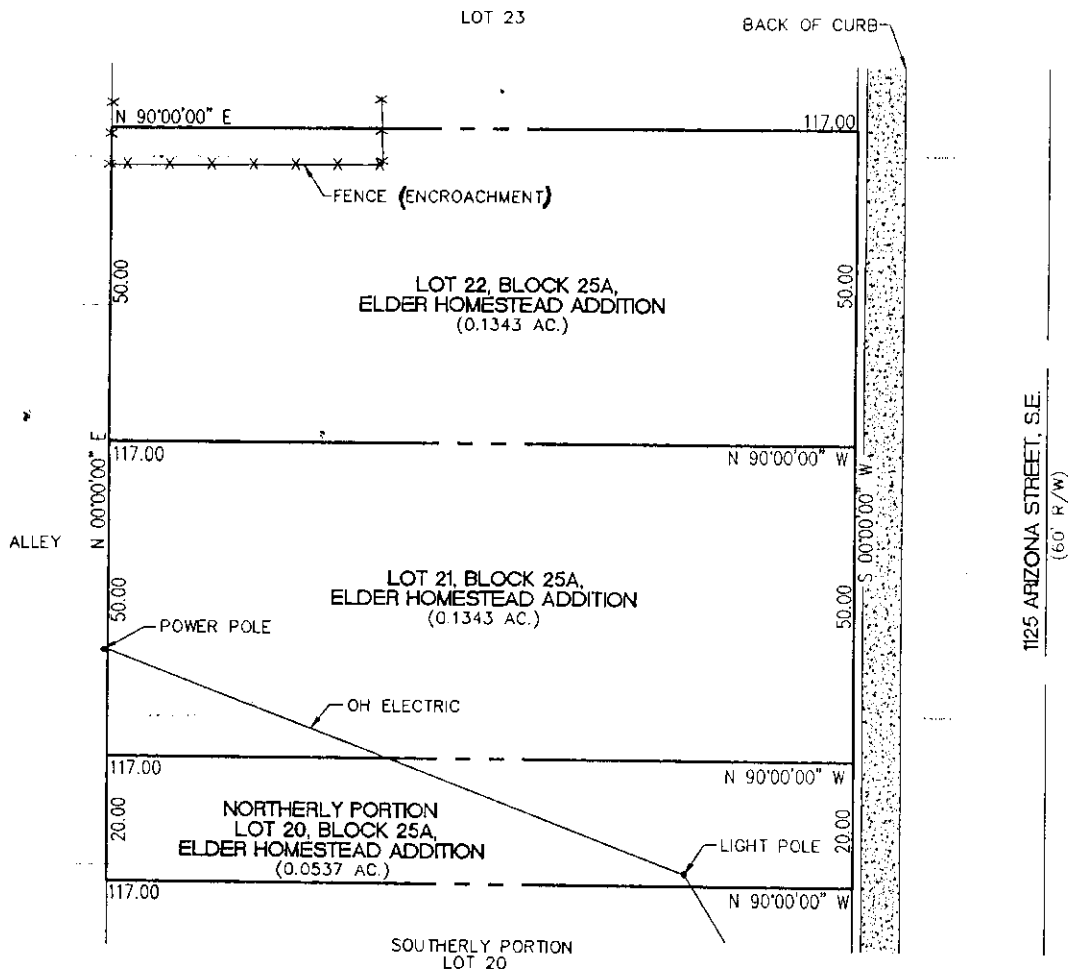 LOT 23
BACK OF CURB
N 90°00'00" E
117.00
FENCE (ENCROACHMENT)
50.00
50.00
LOT 22, BLOCK 25A,
ELDER HOMESTEAD ADDITION
(0.1343 AC.)
117.00
N 90°00'00" W
N 00°00'00" E
S 00°00'00" W
1125 ARIZONA STREET, S.E.
(60' R/W)
ALLEY
LOT 21, BLOCK 25A,
ELDER HOMESTEAD ADDITION
(0.1343 AC.)
50.00
50.00
POWER POLE
OH ELECTRIC
117.00
N 90°00'00" W
NORTHERLY PORTION
LOT 20, BLOCK 25A,
ELDER HOMESTEAD ADDITION
(0.0537 AC.)
20.00
20.00
LIGHT POLE
117.00
N 90°00'00" W
SOUTHERLY PORTION
LOT 20